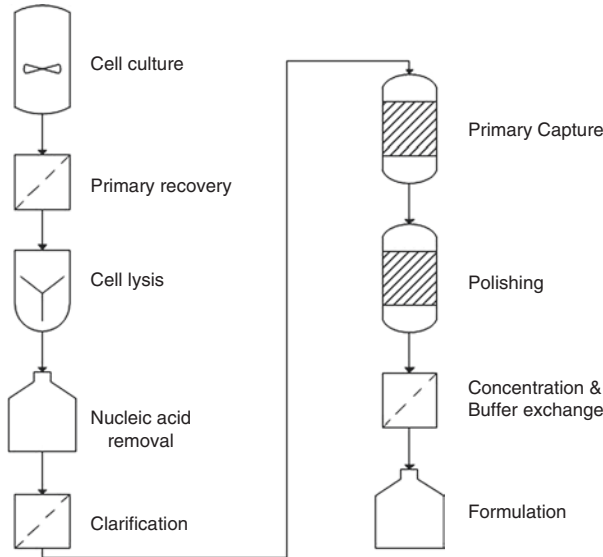 Cell culture
Primary recovery
Cell lysis
Nucleic acid
removal
Clarification
Primary Capture
Polishing
Concentration &
Buffer exchange
Formulation